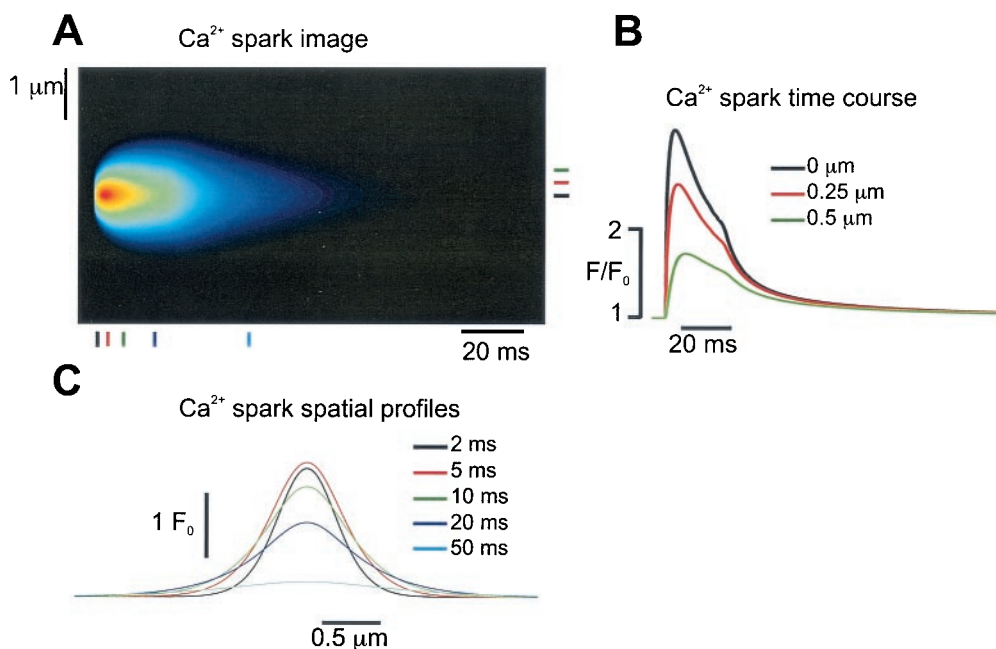 A
Ca²⁺ spark image
1 μm
20 ms
B
Ca²⁺ spark time course
0 μm
0.25 μm
0.5 μm
2
F/F₀
1
20 ms
C
Ca²⁺ spark spatial profiles
2 ms
5 ms
10 ms
20 ms
50 ms
1 F₀
0.5 μm